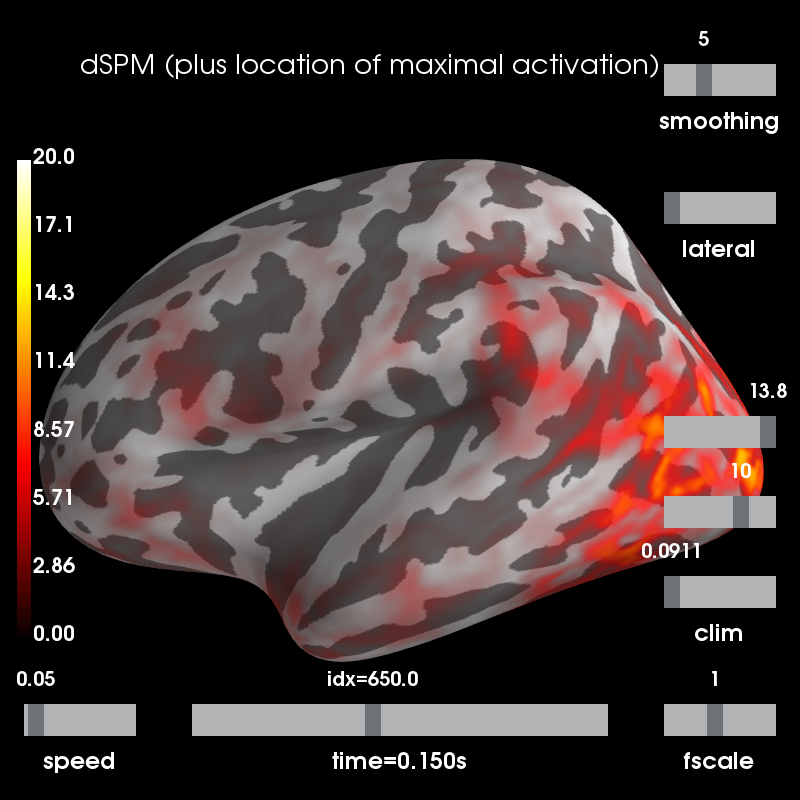 5
dSPM (plus location of maximal activation)
smoothing
20.0
17.1
lateral
14.3
11.4
13.8
8.57
10
5.71
0.0911
2.86
0.00
clim
0.05
idx=650.0
1
speed
time=0.150s
fscale